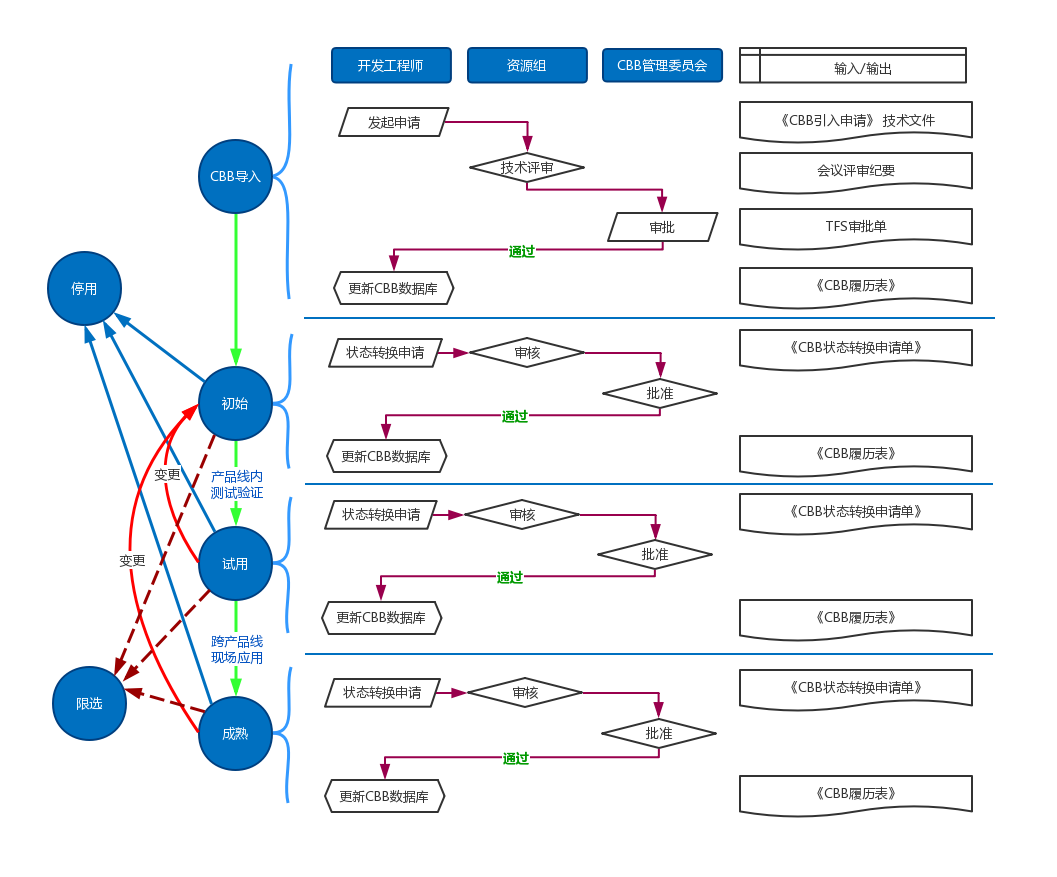 开发工程师
资源组
CBB管理委员会
输入/输出
发起申请
《CBB引入申请》 技术文件
技术评审
会议评审纪要
CBB导入
审批
TFS审批单
通过
停用
更新CBB数据库
《CBB履历表》
状态转换申请
审核
《CBB状态转换申请单》
初始
批准
通过
更新CBB数据库
《CBB履历表》
变更
产品线内
测试验证
状态转换申请
审核
《CBB状态转换申请单》
变更
试用
批准
通过
更新CBB数据库
《CBB履历表》
跨产品线
现场应用
状态转换申请
审核
《CBB状态转换申请单》
限选
成熟
批准
通过
更新CBB数据库
《CBB履历表》